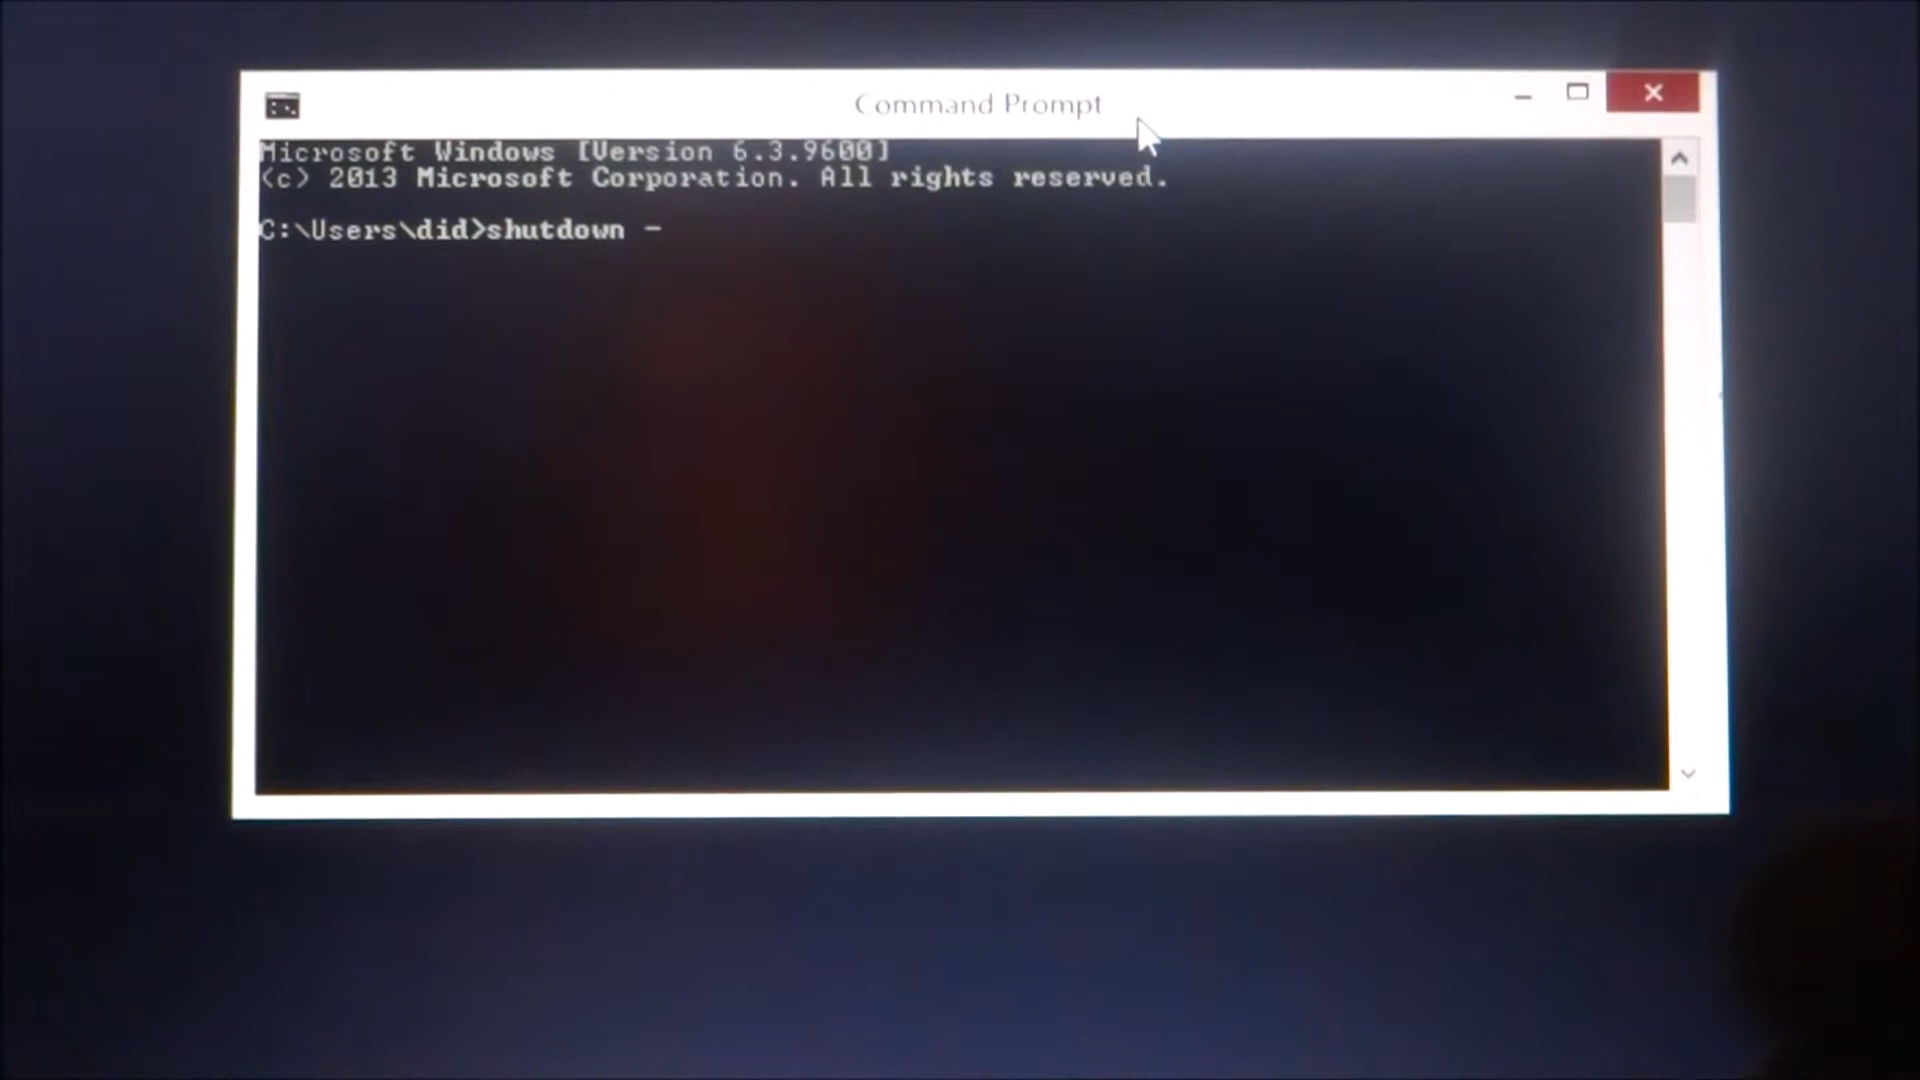 Command Prompt
Microsoft Windows [Version 6.3.9600]
(c) 2013 Microsoft Corporation. All rights reserved.
C:\Users\did>shutdown -